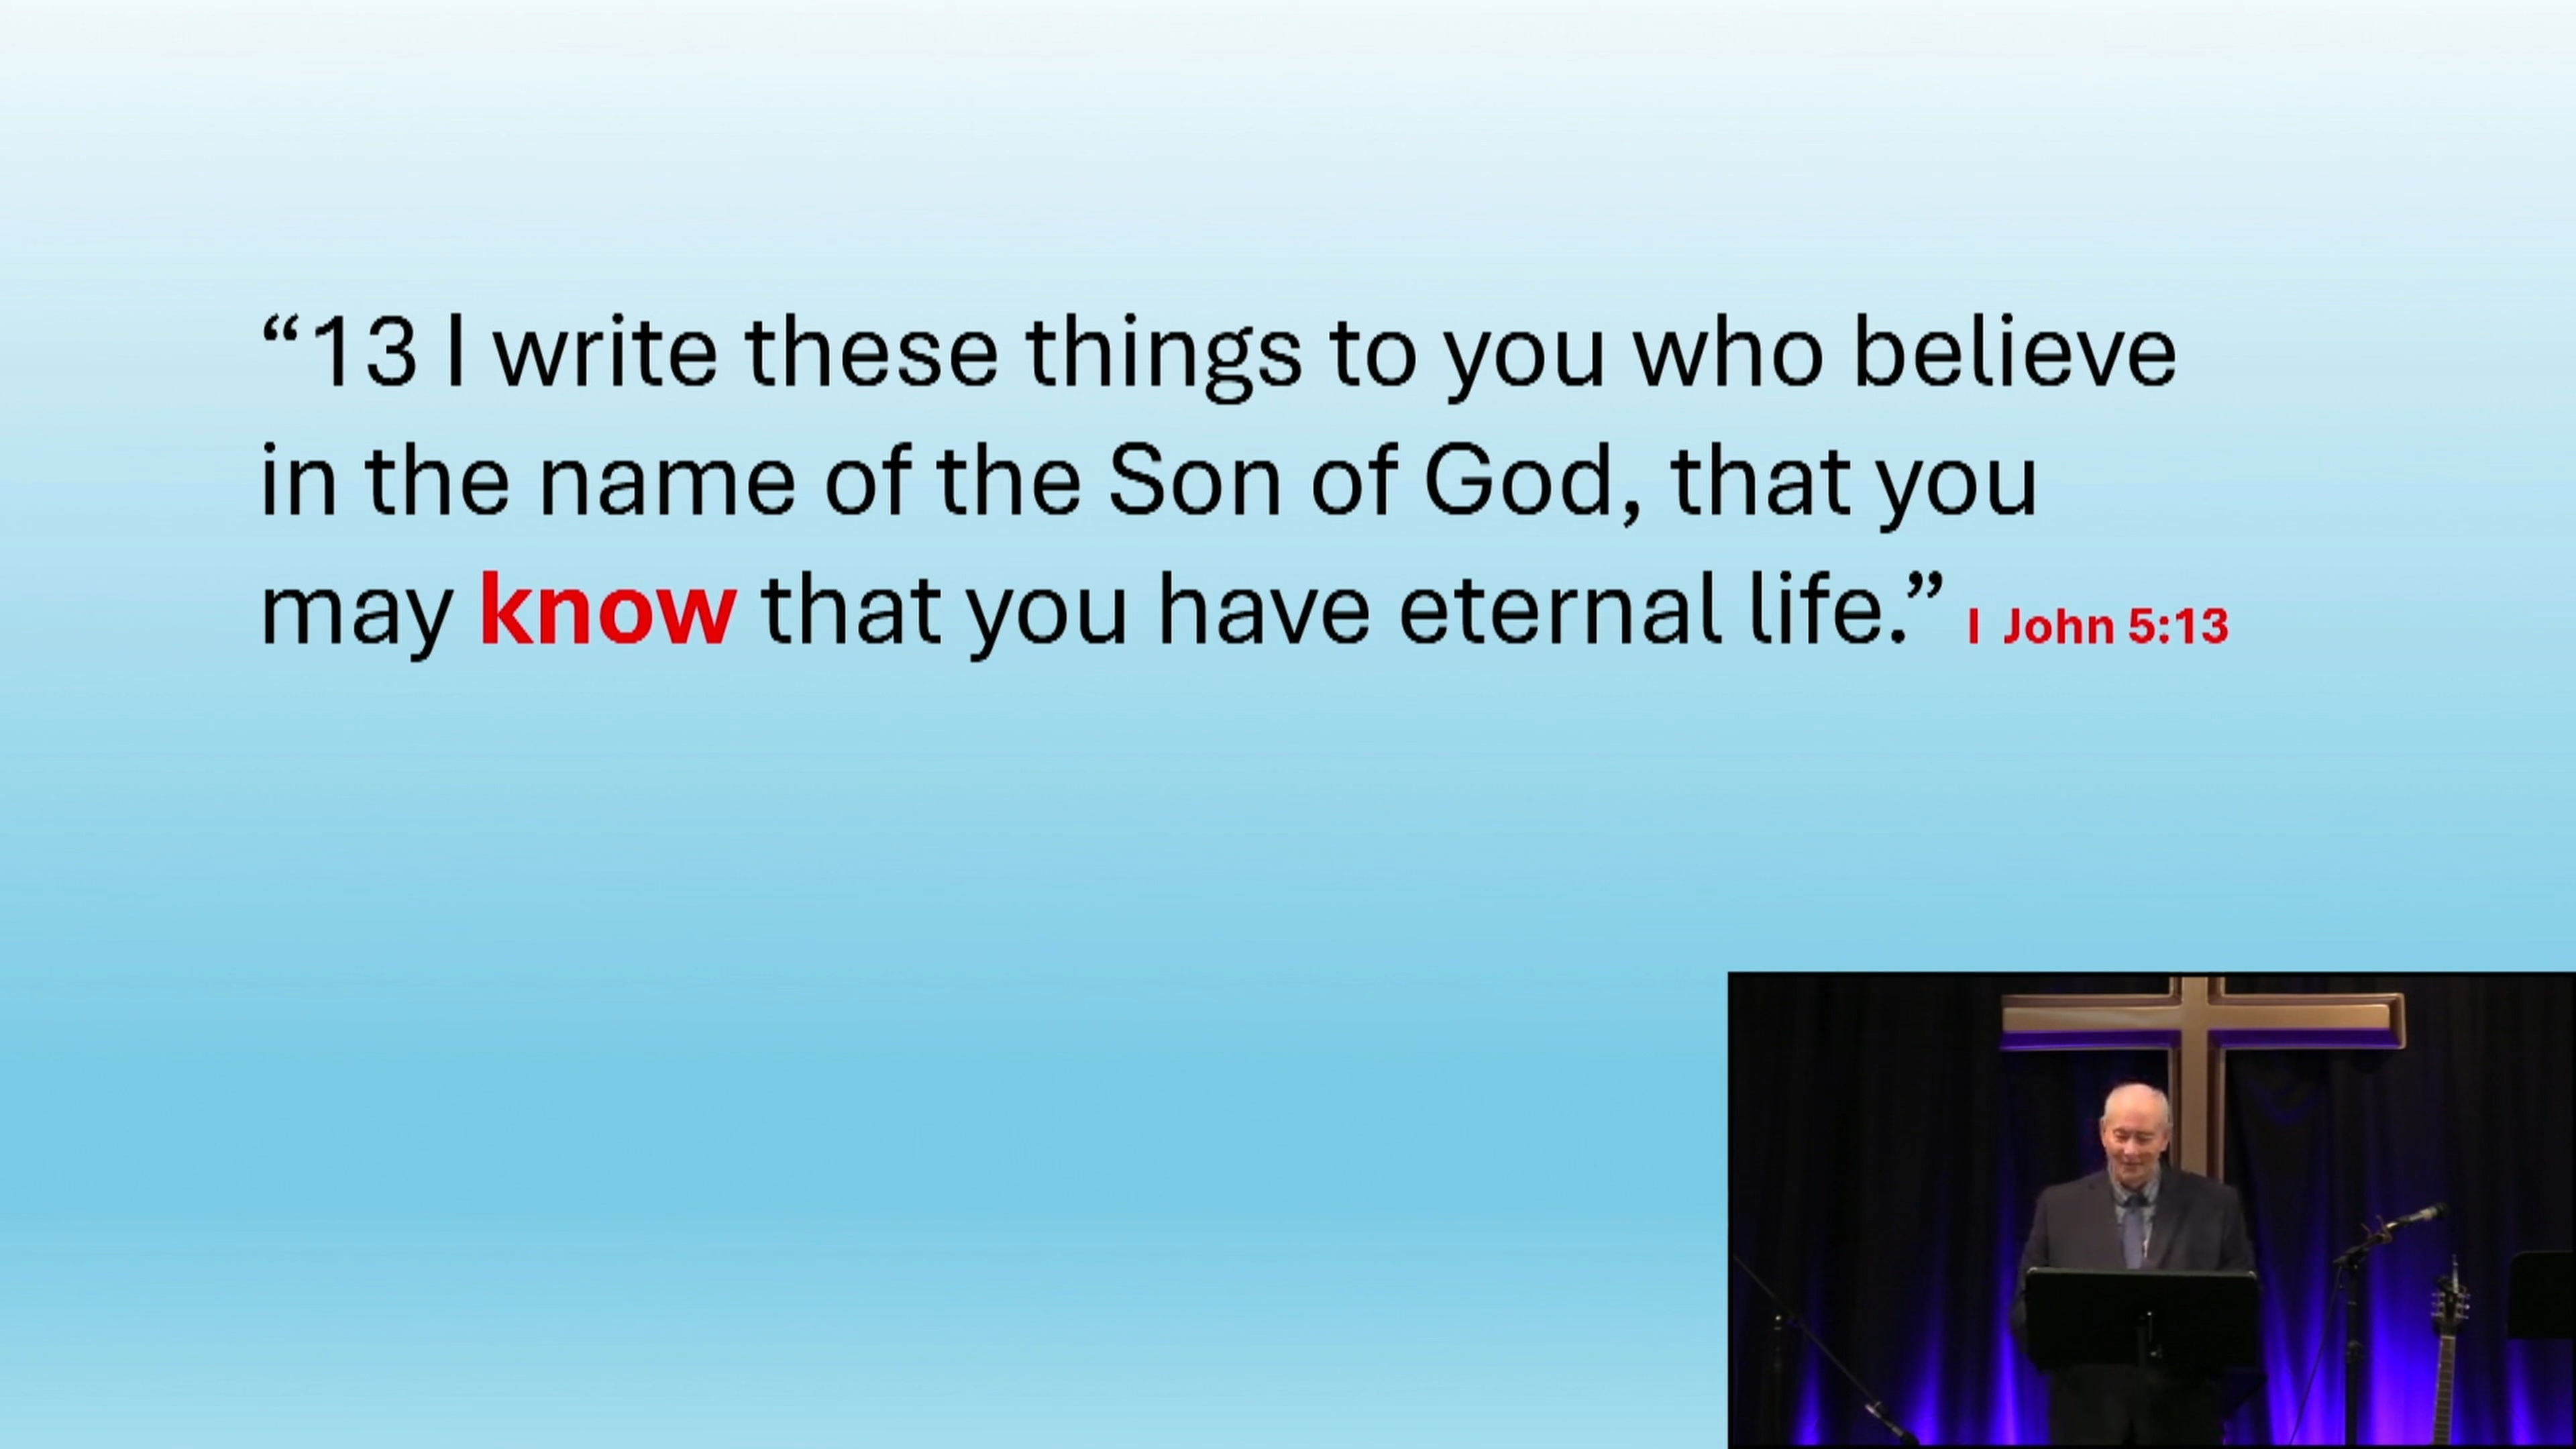 “13 I write these things to you who believe
in the name of the Son of God, that you
may know that you have eternal life.” I John 5:13